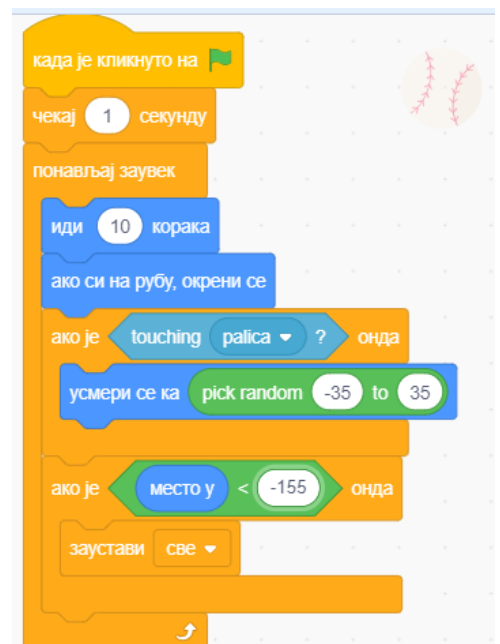 када је кликнуто на
чекај 1 секунду
понављај заувек
иди 10 корака
ако си на рубу, окрени се
ако је touching palica ? онда
усмери се ка pick random -35 to 35
ако је место у < -155 онда
заустави све